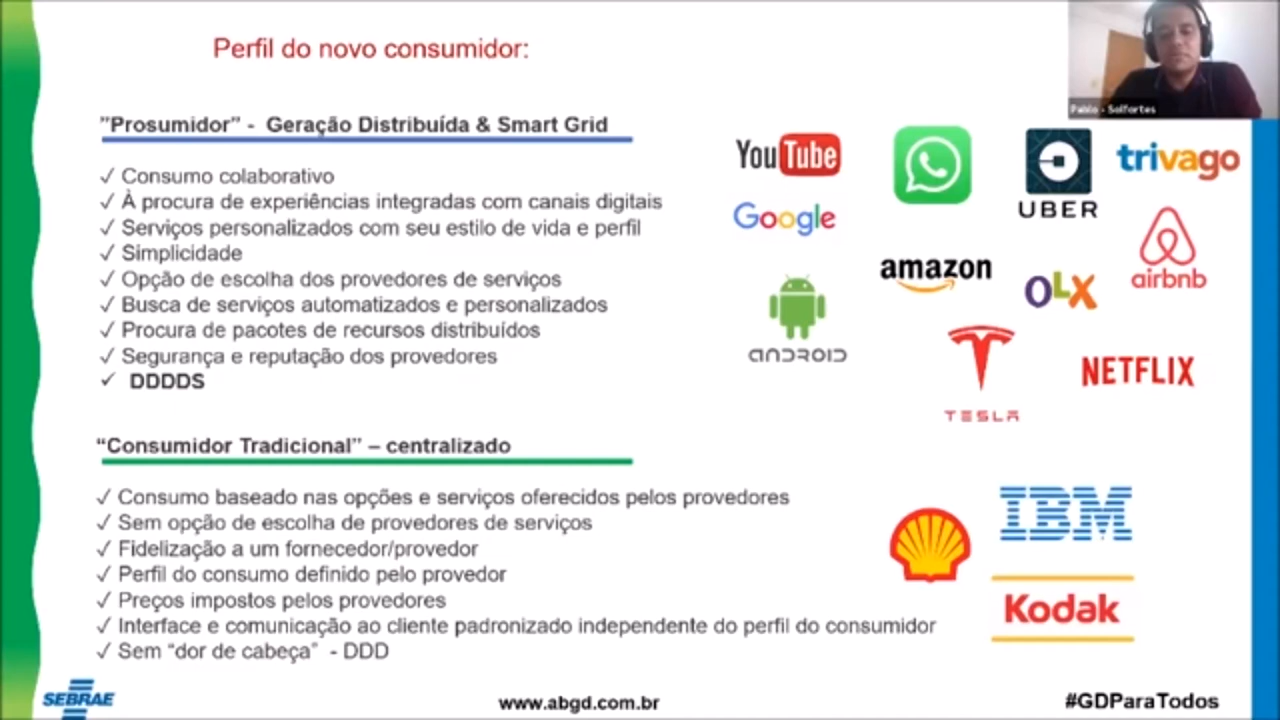 Perfil do novo consumidor:
Pablo - Solfortes
"Prosumidor" - Geração Distribuída & Smart Grid
✓ Consumo colaborativo
✓ À procura de experiências integradas com canais digitais
✓ Serviços personalizados com seu estilo de vida e perfil
✓ Simplicidade
✓ Opção de escolha dos provedores de serviços
✓ Busca de serviços automatizados e personalizados
✓ Procura de pacotes de recursos distribuídos
✓ Segurança e reputação dos provedores
✓ DDDDS
YouTube
UBER
trivago
Google
amazon
OLX
airbnb
ANDROID
TESLA
NETFLIX
"Consumidor Tradicional" – centralizado
✓ Consumo baseado nas opções e serviços oferecidos pelos provedores
✓ Sem opção de escolha de provedores de serviços
✓ Fidelização a um fornecedor/provedor
✓ Perfil do consumo definido pelo provedor
✓ Preços impostos pelos provedores
✓ Interface e comunicação ao cliente padronizado independente do perfil do consumidor
✓ Sem "dor de cabeça" - DDD
IBM
Kodak
SEBRAE
www.abgd.com.br
#GDParaTodos